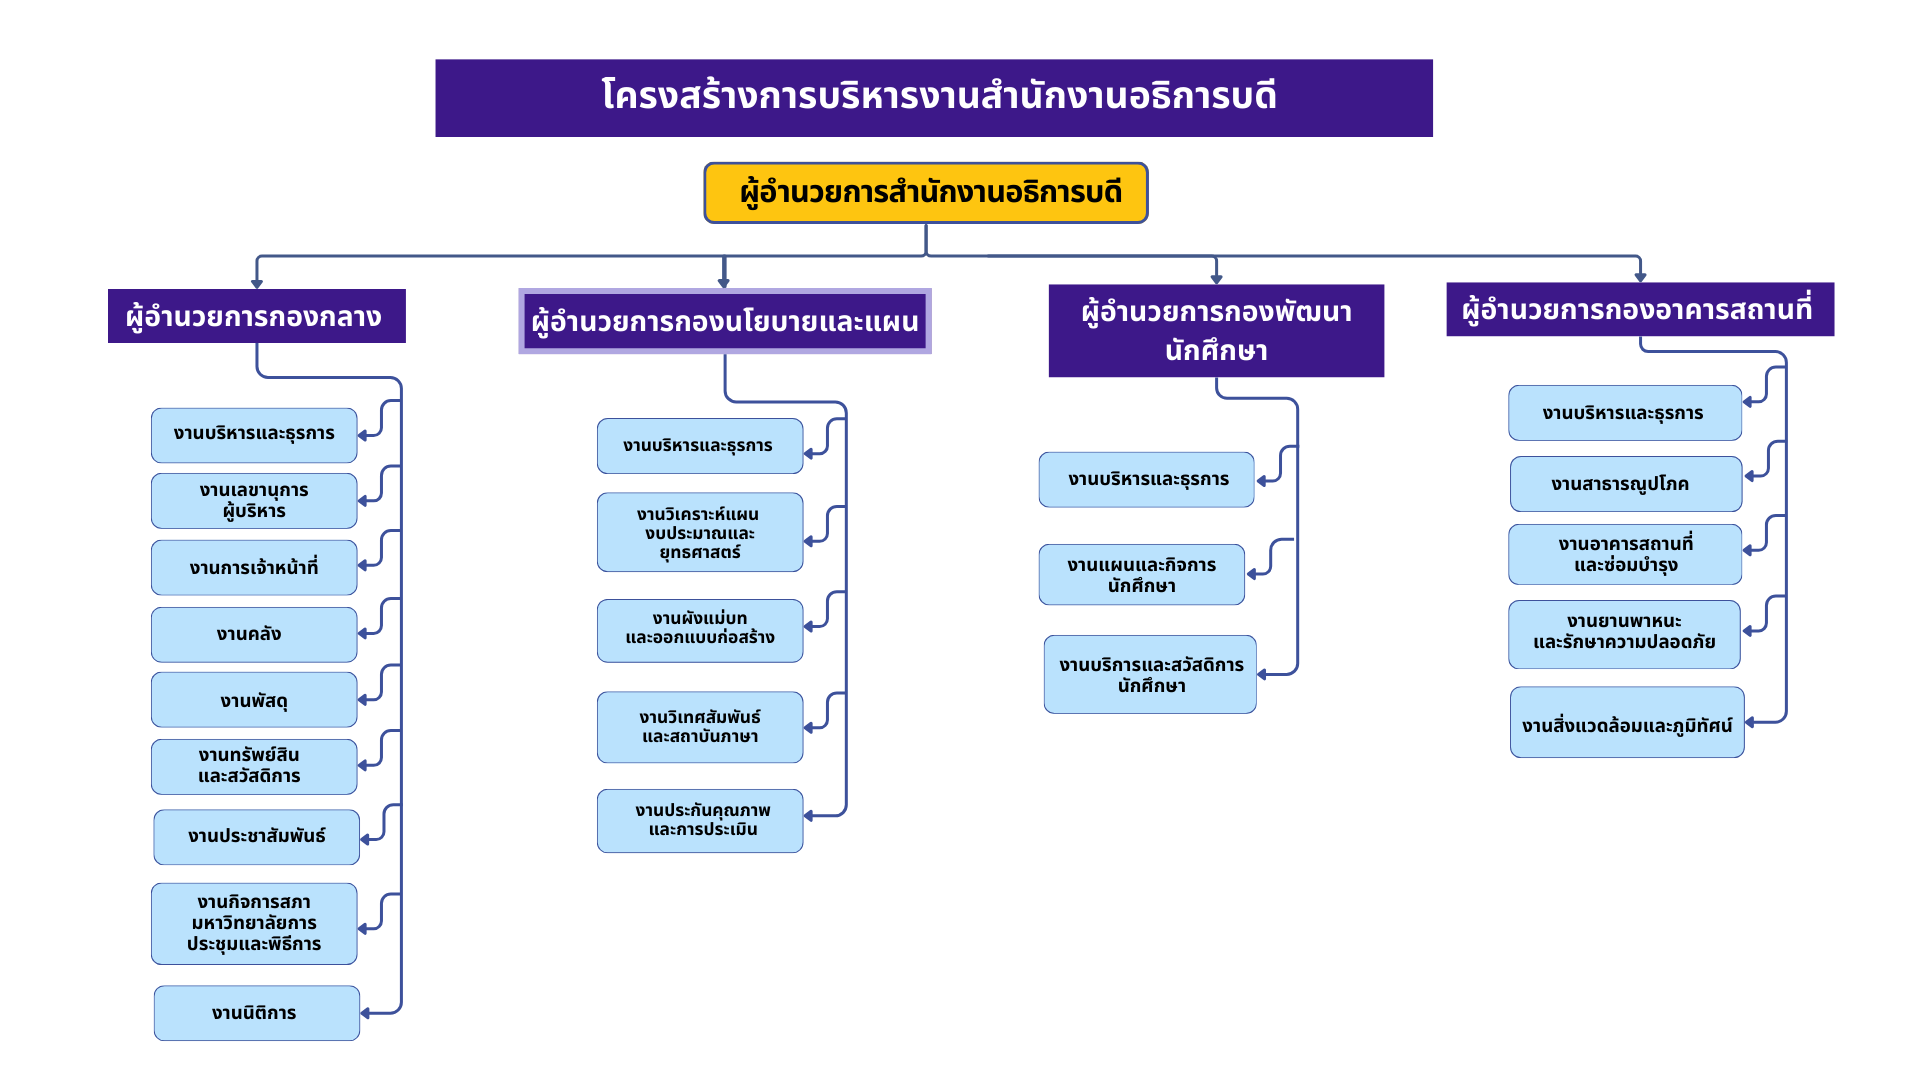 โครงสร้างการบริหารงานสำนักงานอธิการบดี
ผู้อำนวยการสำนักงานอธิการบดี
ผู้อำนวยการกองกลาง
งานบริหารและธุรการ
งานเลขานุการ
ผู้บริหาร
งานการเจ้าหน้าที่
งานคลัง
งานพัสดุ
งานทรัพย์สิน
และสวัสดิการ
งานประชาสัมพันธ์
งานกิจการสภา
มหาวิทยาลัยการ
ประชุมและพิธีการ
งานนิติการ
ผู้อำนวยการกองนโยบายและแผน
งานบริหารและธุรการ
งานวิเคราะห์แผน
งบประมาณและ
ยุทธศาสตร์
งานผังแม่บท
และออกแบบก่อสร้าง
งานวิเทศสัมพันธ์
และสถาบันภาษา
งานประกันคุณภาพ
และการประเมิน
ผู้อำนวยการกองพัฒนา
นักศึกษา
งานบริหารและธุรการ
งานแผนและกิจการ
นักศึกษา
งานบริการและสวัสดิการ
นักศึกษา
ผู้อำนวยการกองอาคารสถานที่
งานบริหารและธุรการ
งานสาธารณูปโภค
งานอาคารสถานที่
และซ่อมบำรุง
งานยานพาหนะ
และรักษาความปลอดภัย
งานสิ่งแวดล้อมและภูมิทัศน์